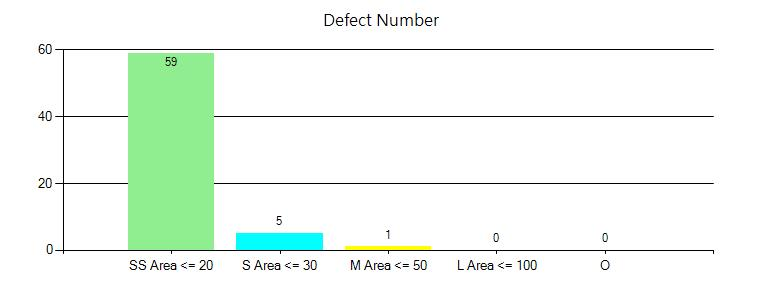 Defect Number
60
40
20
0
59
5
1
0
0
SS Area <= 20
S Area <= 30
M Area <= 50
L Area <= 100
O